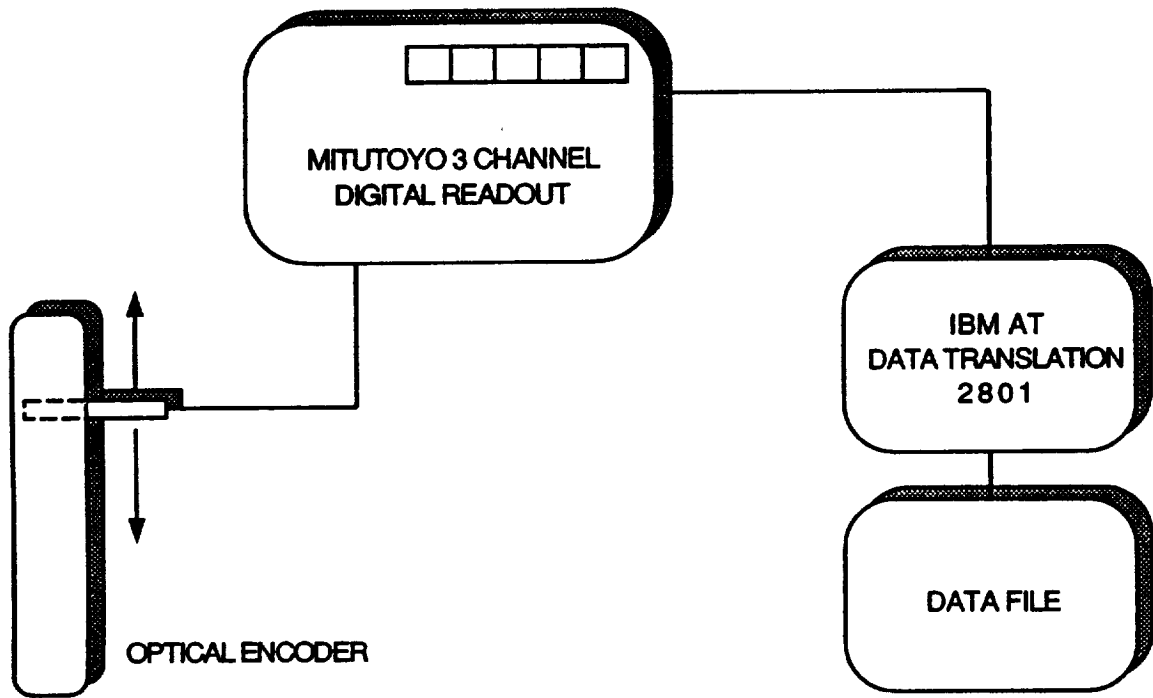 MITUTOYO 3 CHANNEL
DIGITAL READOUT
IBM AT
DATA TRANSLATION
2801
DATA FILE
OPTICAL ENCODER